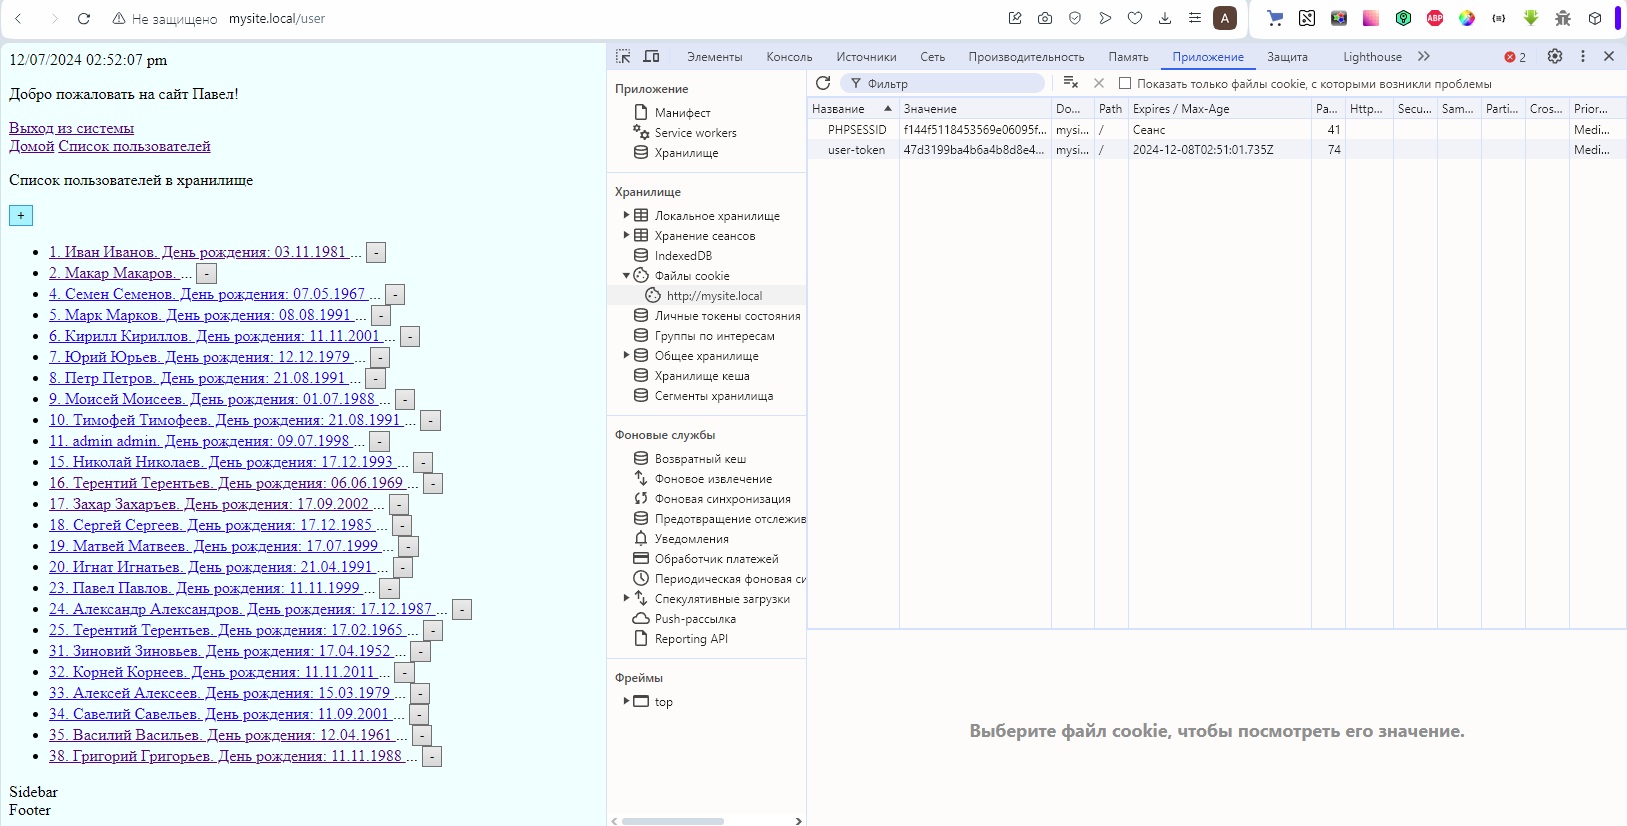 Не защищено mysite.local/user
A
ABP
12/07/2024 02:52:07 pm
Добро пожаловать на сайт Павел!
Выход из системы
Домой Список пользователей
Список пользователей в хранилище
+
1. Иван Иванов. День рождения: 03.11.1981 ... -
2. Макар Макаров. ... -
4. Семен Семенов. День рождения: 07.05.1967 ... -
5. Марк Марков. День рождения: 08.08.1991 ... -
6. Кирилл Кириллов. День рождения: 11.11.2001 ... -
7. Юрий Юрьев. День рождения: 12.12.1979 ... -
8. Петр Петров. День рождения: 21.08.1991 ... -
9. Моисей Моисеев. День рождения: 01.07.1988 ... -
10. Тимофей Тимофеев. День рождения: 21.08.1991 ... -
11. admin admin. День рождения: 09.07.1998 ... -
15. Николай Николаев. День рождения: 17.12.1993 ... -
16. Терентий Терентьев. День рождения: 06.06.1969 ... -
17. Захар Захарьев. День рождения: 17.09.2002 ... -
18. Сергей Сергеев. День рождения: 17.12.1985 ... -
19. Матвей Матвеев. День рождения: 17.07.1999 ... -
20. Игнат Игнатьев. День рождения: 21.04.1991 ... -
23. Павел Павлов. День рождения: 11.11.1999 ... -
24. Александр Александров. День рождения: 17.12.1987 ... -
25. Терентий Терентьев. День рождения: 17.02.1965 ... -
31. Зиновий Зиновьев. День рождения: 17.04.1952 ... -
32. Корней Корнеев. День рождения: 11.11.2011 ... -
33. Алексей Алексеев. День рождения: 15.03.1979 ... -
34. Савелий Савельев. День рождения: 11.09.2001 ... -
35. Василий Васильев. День рождения: 12.04.1961 ... -
38. Григорий Григорьев. День рождения: 11.11.1988 ... -
Sidebar
Footer
Элементы Консоль Источники Сеть Производительность Память Приложение Защита Lighthouse 2
Приложение
Манифест
Service workers
Хранилище
Хранилище
Локальное хранилище
Хранение сеансов
IndexedDB
Файлы cookie
http://mysite.local
Личные токены состояния
Группы по интересам
Общее хранилище
Хранилище кеша
Сегменты хранилища
Фоновые службы
Возвратный кеш
Фоновое извлечение
Фоновая синхронизация
Предотвращение отслежив
Уведомления
Обработчик платежей
Периодическая фоновая си
Спекулятивные загрузки
Push-рассылка
Reporting API
Фреймы
top
Фильтр Показать только файлы cookie, с которыми возникли проблемы
Название Значение Do... Path Expires / Max-Age Pa... Http... Secu... Sam... Parti... Cros... Prior...
PHPSESSID f144f5118453569e06095f... mysi... / Сеанс 41 Medi...
user-token 47d3199ba4b6a4b8d8e4... mysi... / 2024-12-08T02:51:01.735Z 74 Medi...
Выберите файл cookie, чтобы посмотреть его значение.